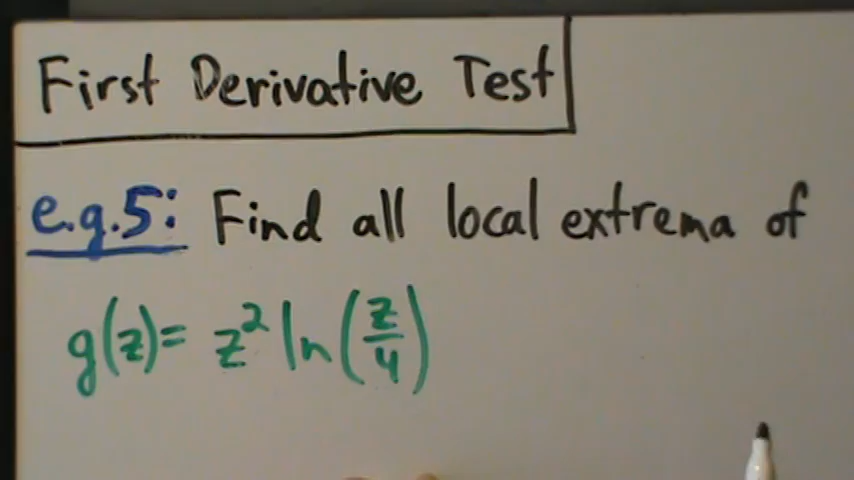 First Derivative Test
e.g.5: Find all local extrema of
g(z)= z² ln(z/4)